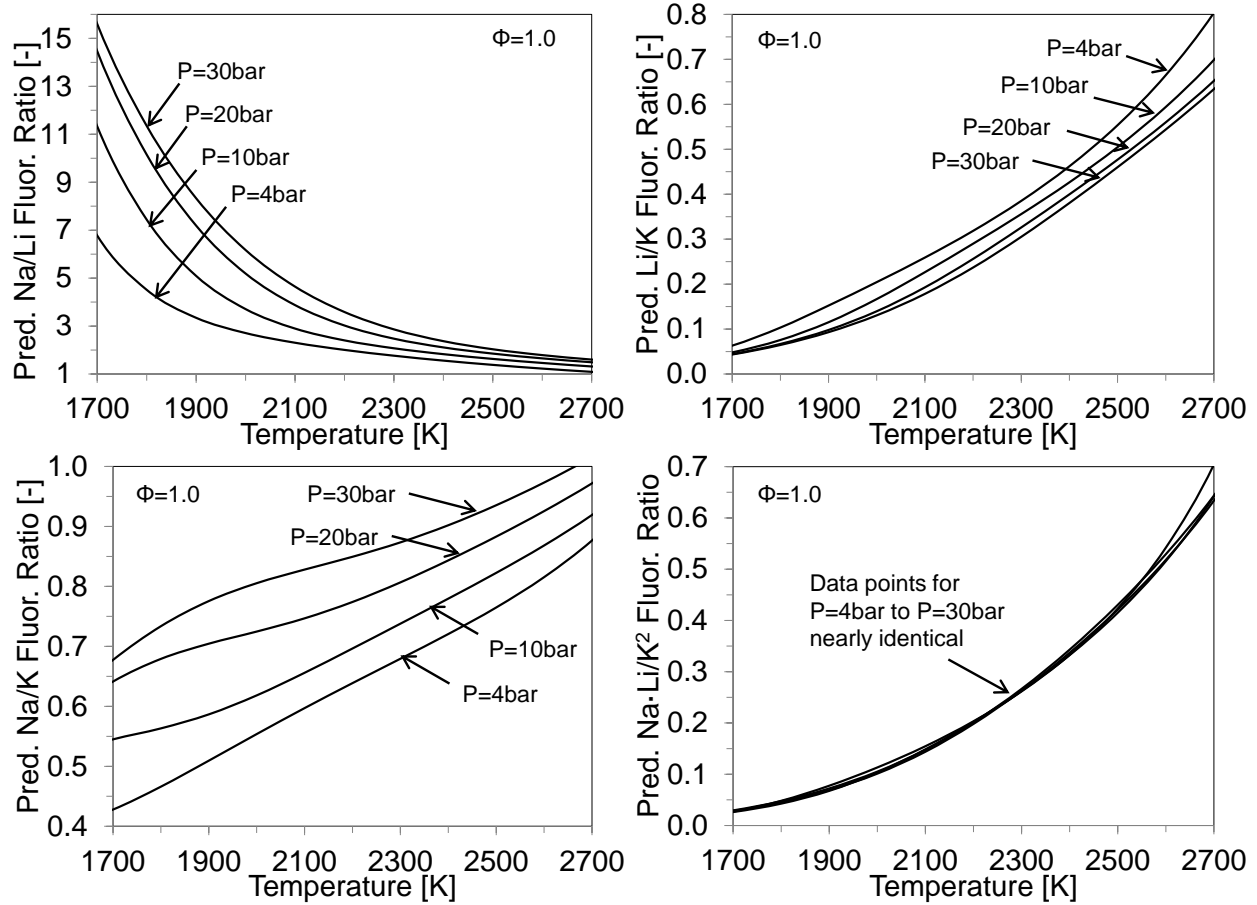 Pred. Na/Li Fluor. Ratio [-]
15
13
11
9
7
5
3
1
Φ=1.0
P=30bar
P=20bar
P=10bar
P=4bar
1700 1900 2100 2300 2500 2700
Temperature [K]
Pred. Li/K Fluor. Ratio]
0.8
0.7
0.6
0.5
0.4
0.3
0.2
0.1
0.0
Φ=1.0
P=4bar
P=10bar
P=20bar
P=30bar
1700 1900 2100 2300 2500 2700
Temperature [K]
Pred. Na/K Fluor. Ratio [-]
1.0
0.9
0.8
0.7
0.6
0.5
0.4
Φ=1.0
P=30bar
P=20bar
P=10bar
P=4bar
1700 1900 2100 2300 2500 2700
Temperature [K]
Pred. Na·Li/K² Fluor. Ratio
0.7
0.6
0.5
0.4
0.3
0.2
0.1
0.0
Φ=1.0
Data points for
P=4bar to P=30bar
nearly identical
1700 1900 2100 2300 2500 2700
Temperature [K]